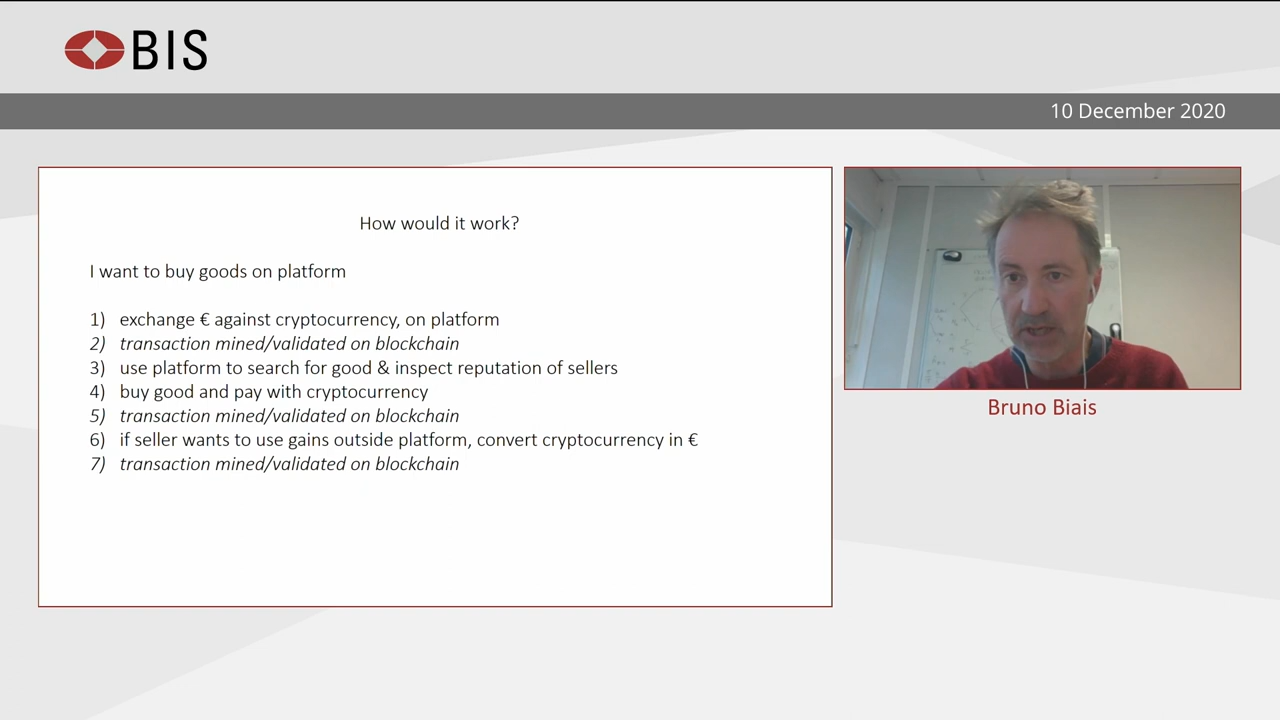 BIS
10 December 2020
How would it work?
I want to buy goods on platform
1) exchange € against cryptocurrency, on platform
2) transaction mined/validated on blockchain
3) use platform to search for good & inspect reputation of sellers
4) buy good and pay with cryptocurrency
5) transaction mined/validated on blockchain
6) if seller wants to use gains outside platform, convert cryptocurrency in €
7) transaction mined/validated on blockchain
Bruno Biais